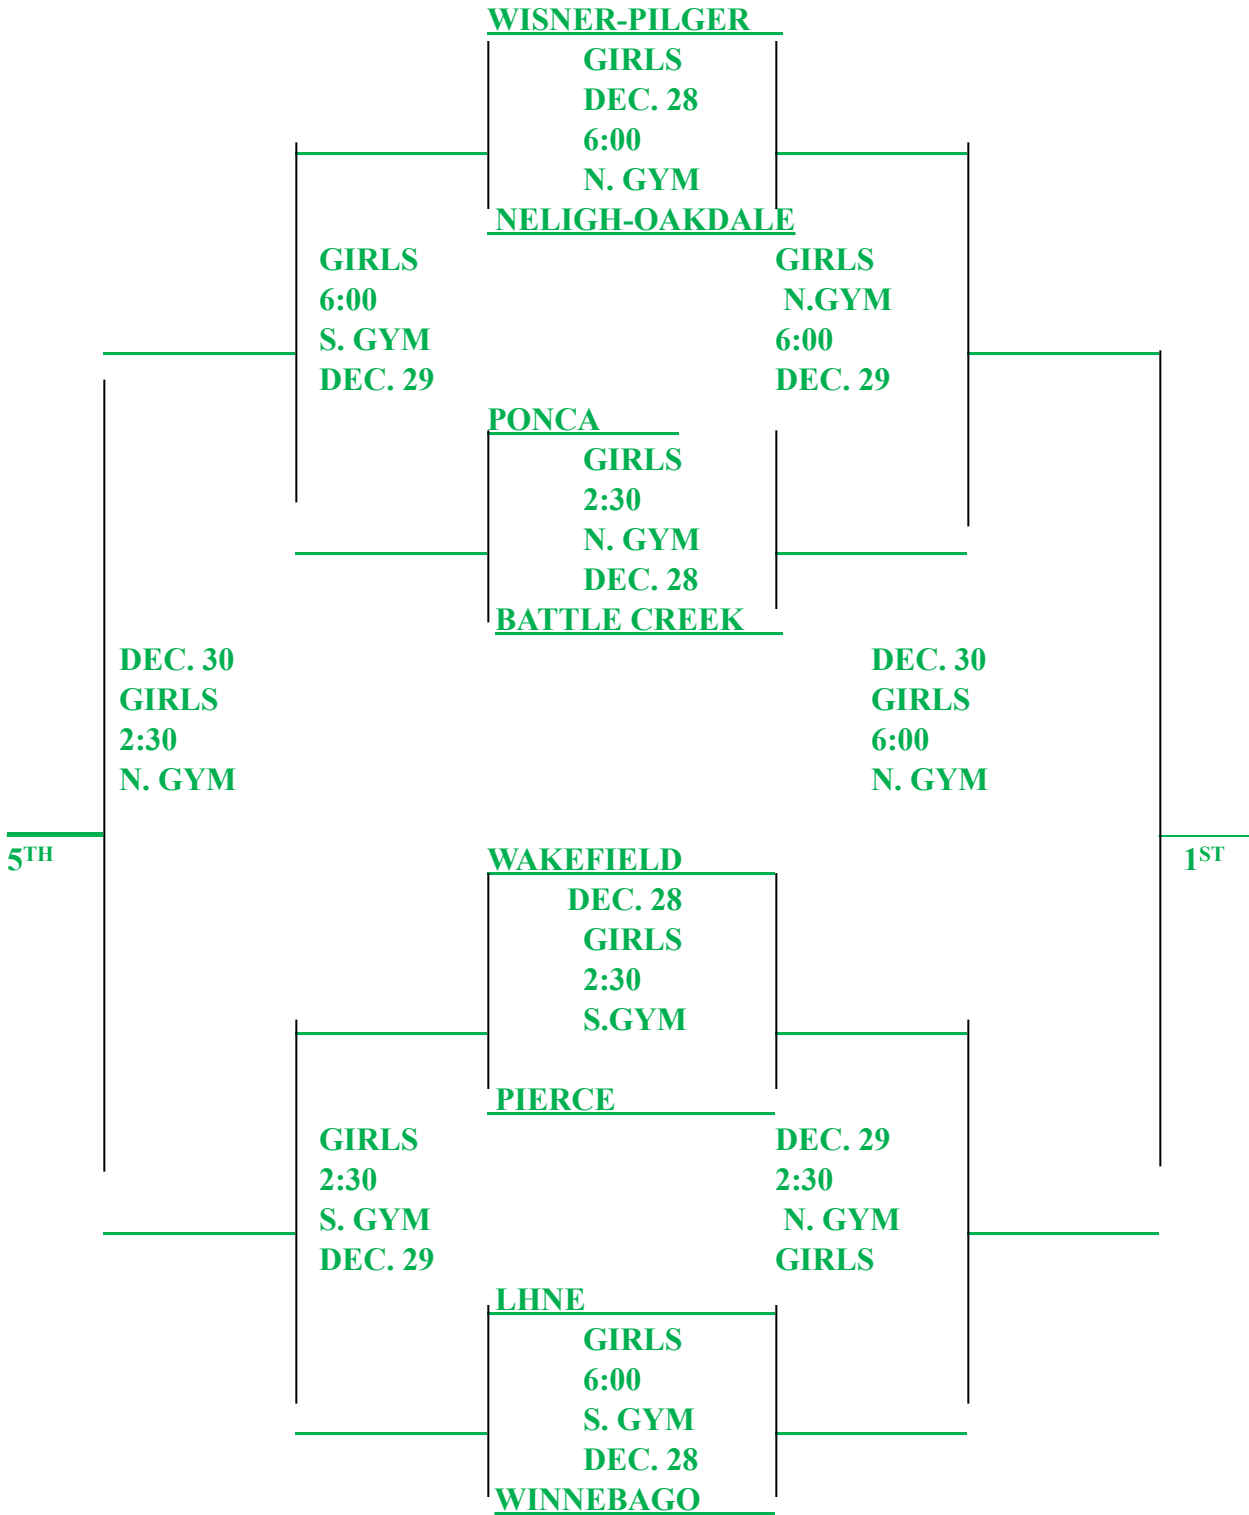 WISNER-PILGER
GIRLS
DEC. 28
6:00
N. GYM
NELIGH-OAKDALE
GIRLS
6:00
S. GYM
DEC. 29
GIRLS
N.GYM
6:00
DEC. 29
PONCA
GIRLS
2:30
N. GYM
DEC. 28
BATTLE CREEK
DEC. 30
GIRLS
2:30
N. GYM
DEC. 30
GIRLS
6:00
N. GYM
5TH
1ST
WAKEFIELD
DEC. 28
GIRLS
2:30
S.GYM
PIERCE
GIRLS
2:30
S. GYM
DEC. 29
DEC. 29
2:30
N. GYM
GIRLS
LHNE
GIRLS
6:00
S. GYM
DEC. 28
WINNEBAGO